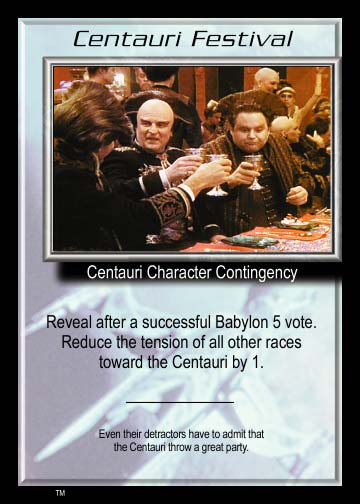 Centauri Festival
Centauri Character Contingency
Reveal after a successful Babylon 5 vote.
Reduce the tension of all other races
toward the Centauri by 1.
Even their detractors have to admit that
the Centauri throw a great party.
TM